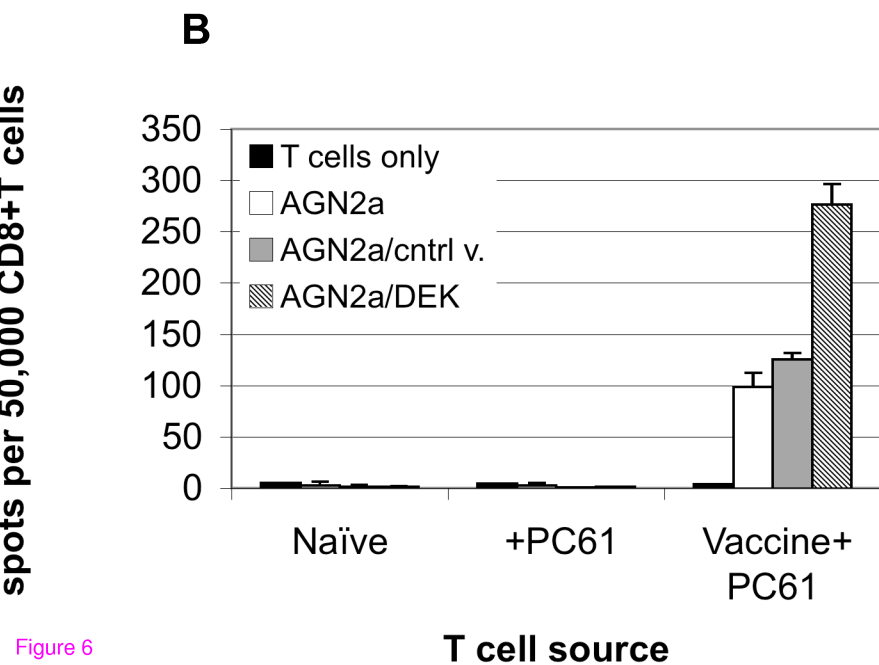 B
spots per 50,000 CD8+T cells
350
300
250
200
150
100
50
0
T cells only
AGN2a
AGN2a/cntrl v.
AGN2a/DEK
Naïve
+PC61
Vaccine+
PC61
T cell source
Figure 6